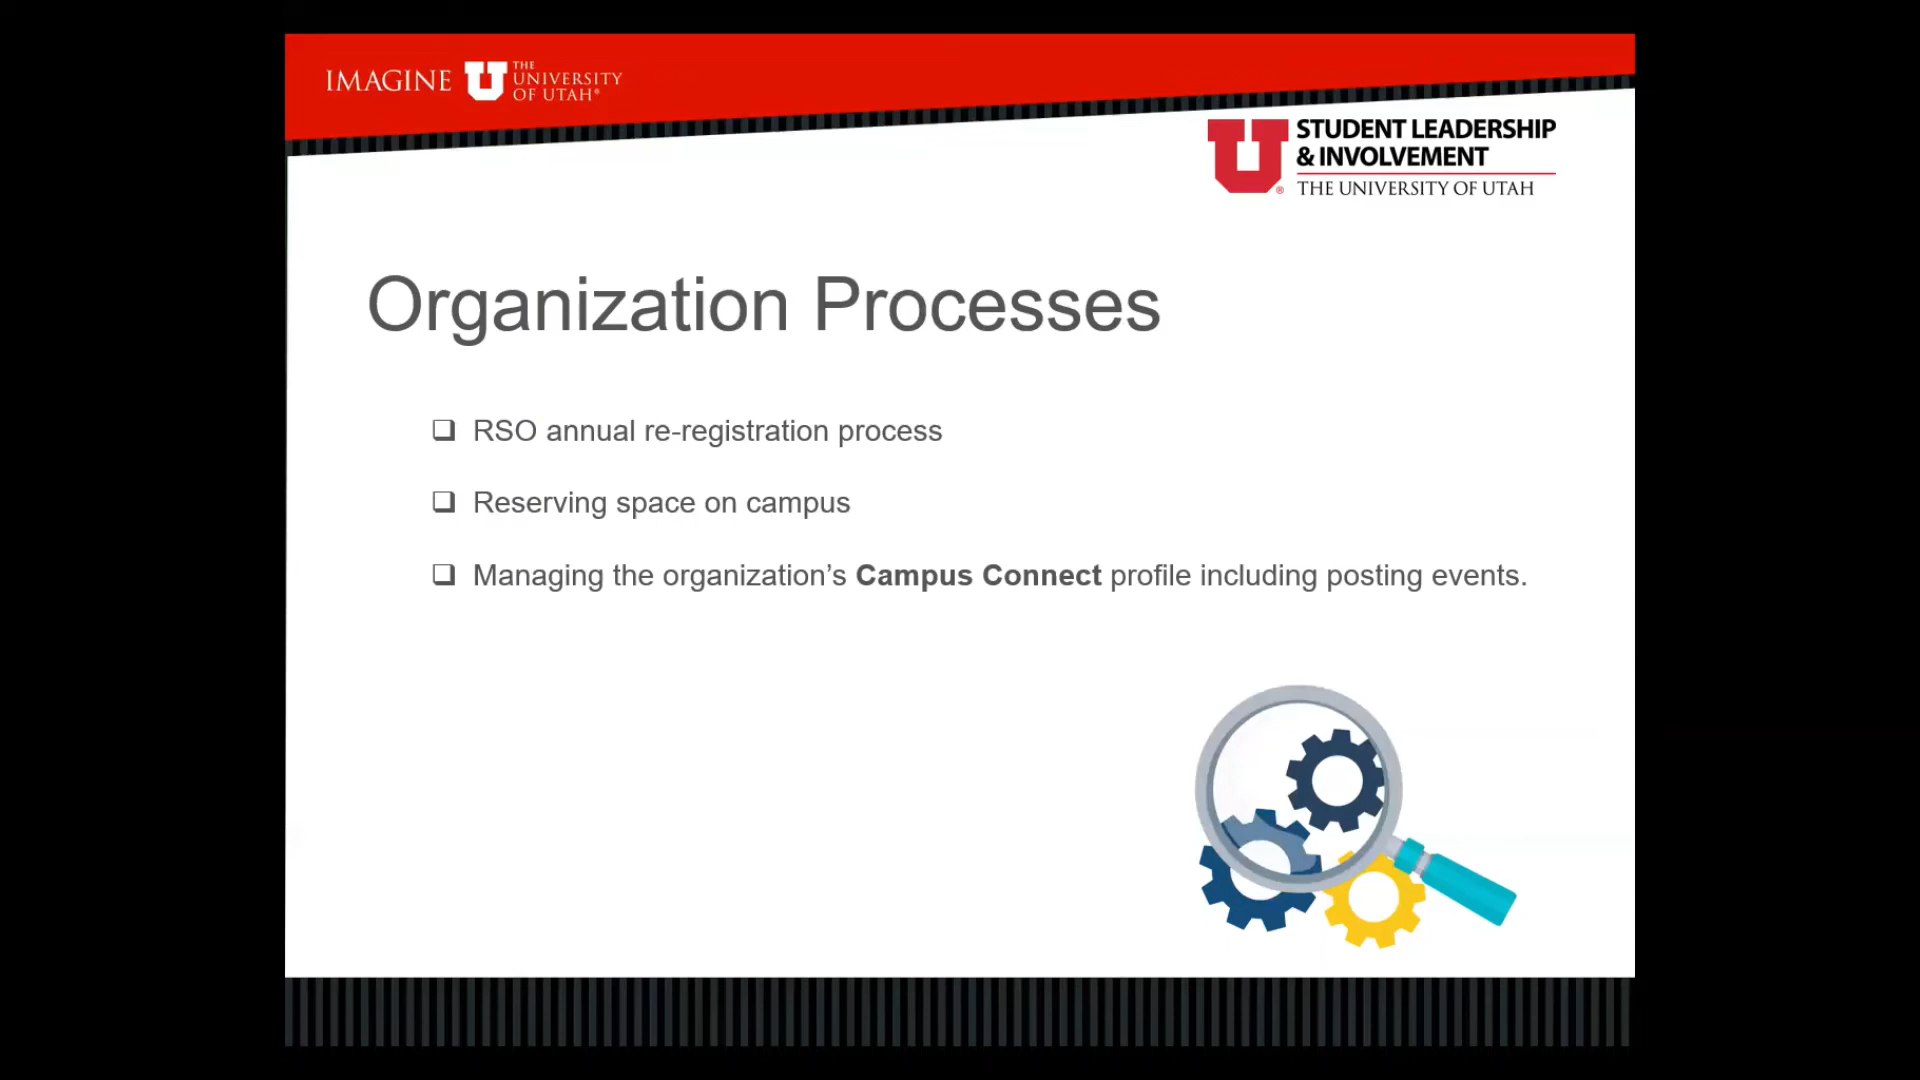 IMAGINE
THE
UNIVERSITY
OF UTAH®
STUDENT LEADERSHIP
& INVOLVEMENT
THE UNIVERSITY OF UTAH
®
Organization Processes
❑ RSO annual re-registration process
❑ Reserving space on campus
❑ Managing the organization’s Campus Connect profile including posting events.